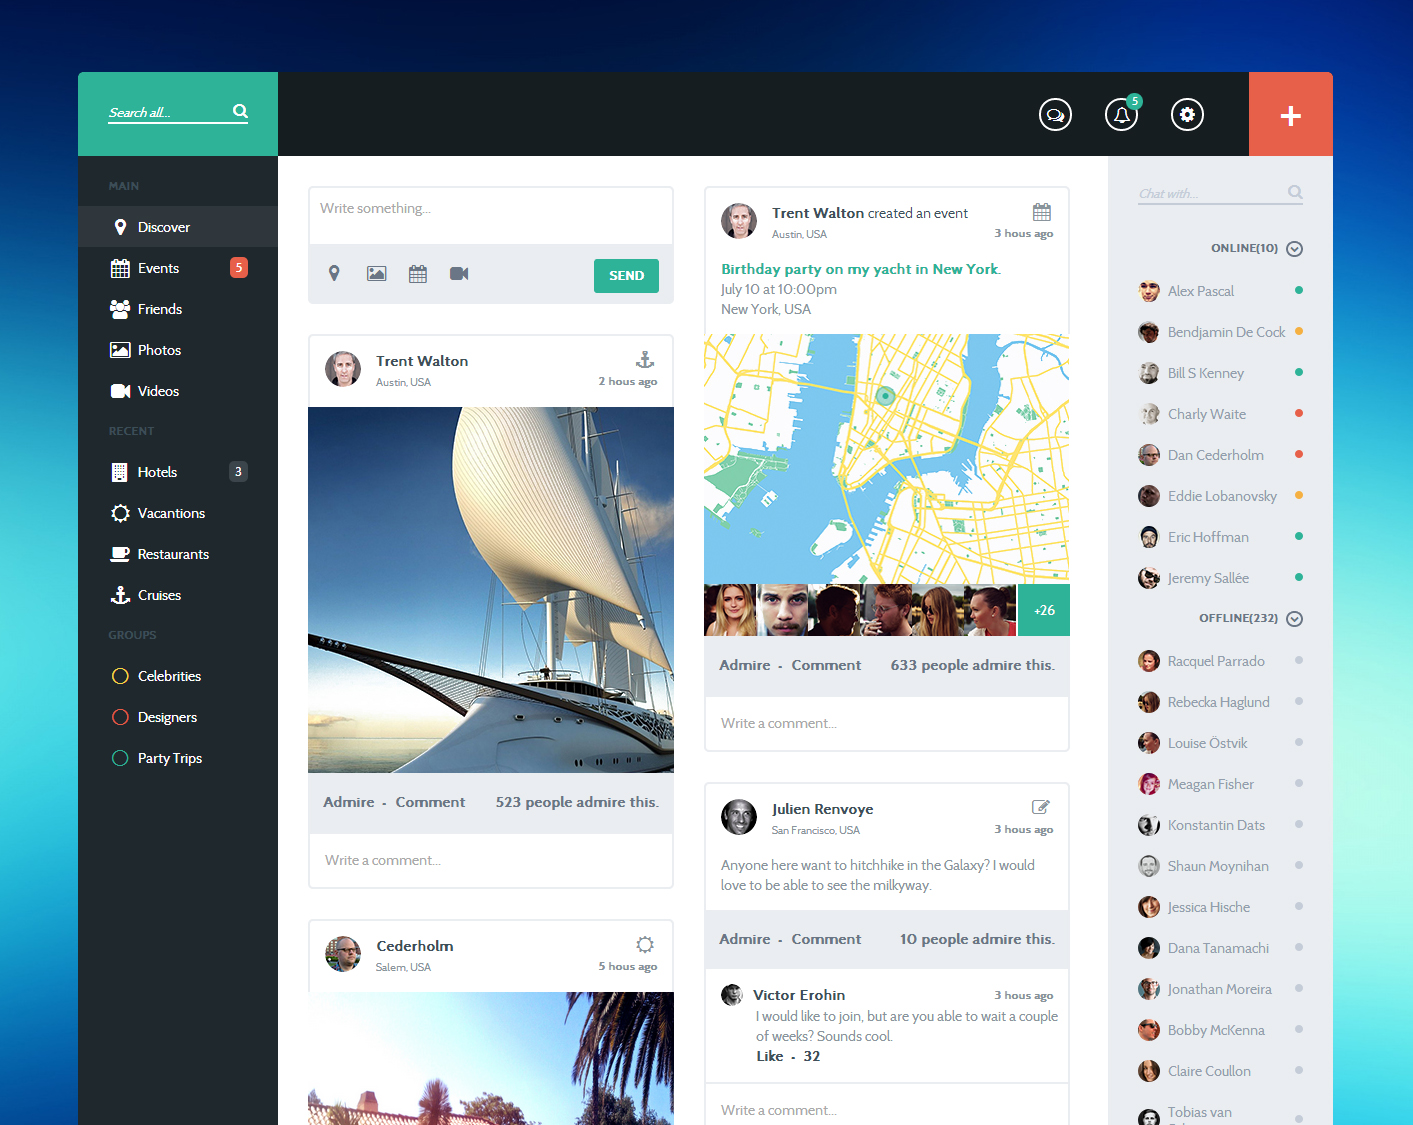 Search all...
5
MAIN
Discover
Events 5
Friends
Photos
Videos
RECENT
Hotels 3
Vacantions
Restaurants
Cruises
GROUPS
Celebrities
Designers
Party Trips
Write something...
SEND
Trent Walton
Austin, USA
2 hous ago
Admire - Comment 523 people admire this.
Write a comment...
Cederholm
Salem, USA
5 hous ago
Trent Walton created an event
Austin, USA
3 hous ago
Birthday party on my yacht in New York.
July 10 at 10:00pm
New York, USA
+26
Admire - Comment 633 people admire this.
Write a comment...
Julien Renvoye
San Francisco, USA
3 hous ago
Anyone here want to hitchhike in the Galaxy? I would
love to be able to see the milkyway.
Admire - Comment 10 people admire this.
Victor Erohin 3 hous ago
I would like to join, but are you able to wait a couple
of weeks? Sounds cool.
Like - 32
Write a comment...
Chat with...
ONLINE(10)
Alex Pascal
Bendjamin De Cock
Bill S Kenney
Charly Waite
Dan Cederholm
Eddie Lobanovsky
Eric Hoffman
Jeremy Sallée
OFFLINE(232)
Racquel Parrado
Rebecka Haglund
Louise Östvik
Meagan Fisher
Konstantin Dats
Shaun Moynihan
Jessica Hische
Dana Tanamachi
Jonathan Moreira
Bobby McKenna
Claire Coullon
Tobias van